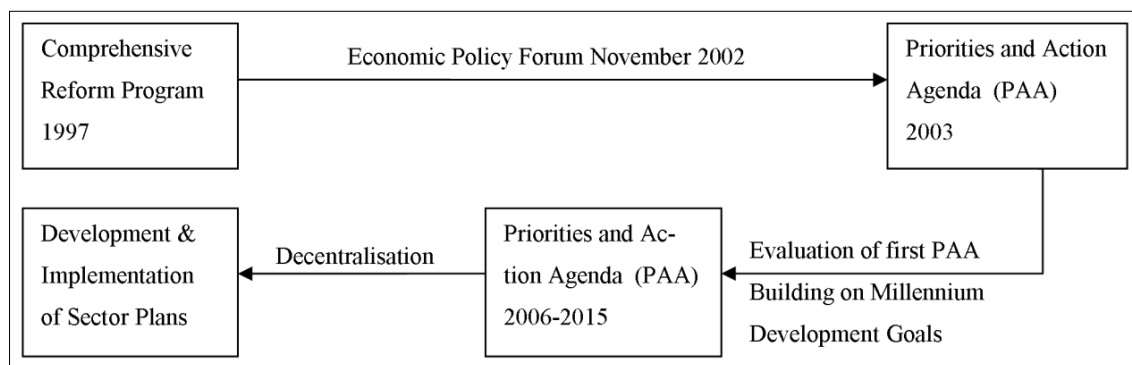 Comprehensive
Reform Program
1997
Economic Policy Forum November 2002
Priorities and Action
Agenda (PAA)
2003
Evaluation of first PAA
Building on Millennium
Development Goals
Priorities and Ac-
tion Agenda (PAA)
2006-2015
Decentralisation
Development &
Implementation
of Sector Plans